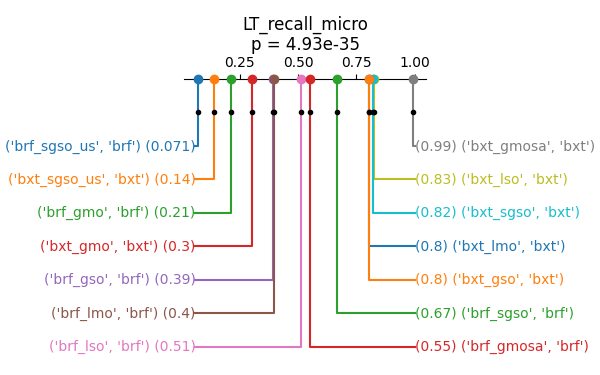 LT_recall_micro
p = 4.93e-35
0.25 0.50 0.75 1.00
('brf_sgso_us', 'brf') (0.071) (0.99) ('bxt_gmosa', 'bxt')
('bxt_sgso_us', 'bxt') (0.14) (0.83) ('bxt_lso', 'bxt')
('brf_gmo', 'brf') (0.21) (0.82) ('bxt_sgso', 'bxt')
('bxt_gmo', 'bxt') (0.3) (0.8) ('bxt_lmo', 'bxt')
('brf_gso', 'brf') (0.39) (0.8) ('bxt_gso', 'bxt')
('brf_lmo', 'brf') (0.4) (0.67) ('brf_sgso', 'brf')
('brf_lso', 'brf') (0.51) (0.55) ('brf_gmosa', 'brf')